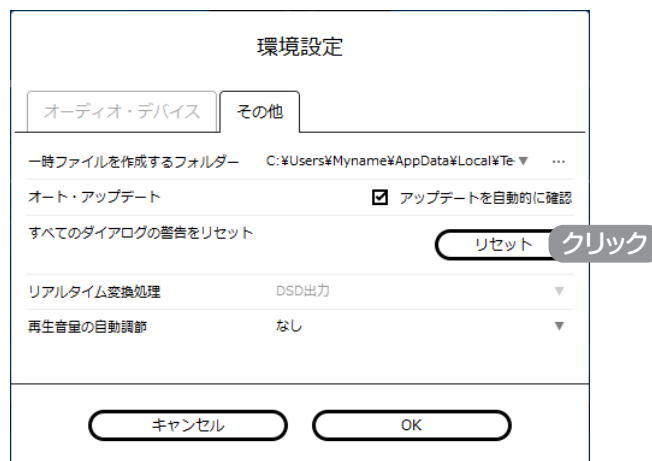 環境設定
オーディオ・デバイス その他
一時ファイルを作成するフォルダー C:¥Users¥Myname¥AppData¥Local¥Te ▼ …
オート・アップデート ☑ アップデートを自動的に確認
すべてのダイアログの警告をリセット
リセット クリック
リアルタイム変換処理 DSD出力 ▼
再生音量の自動調節 なし ▼
キャンセル OK